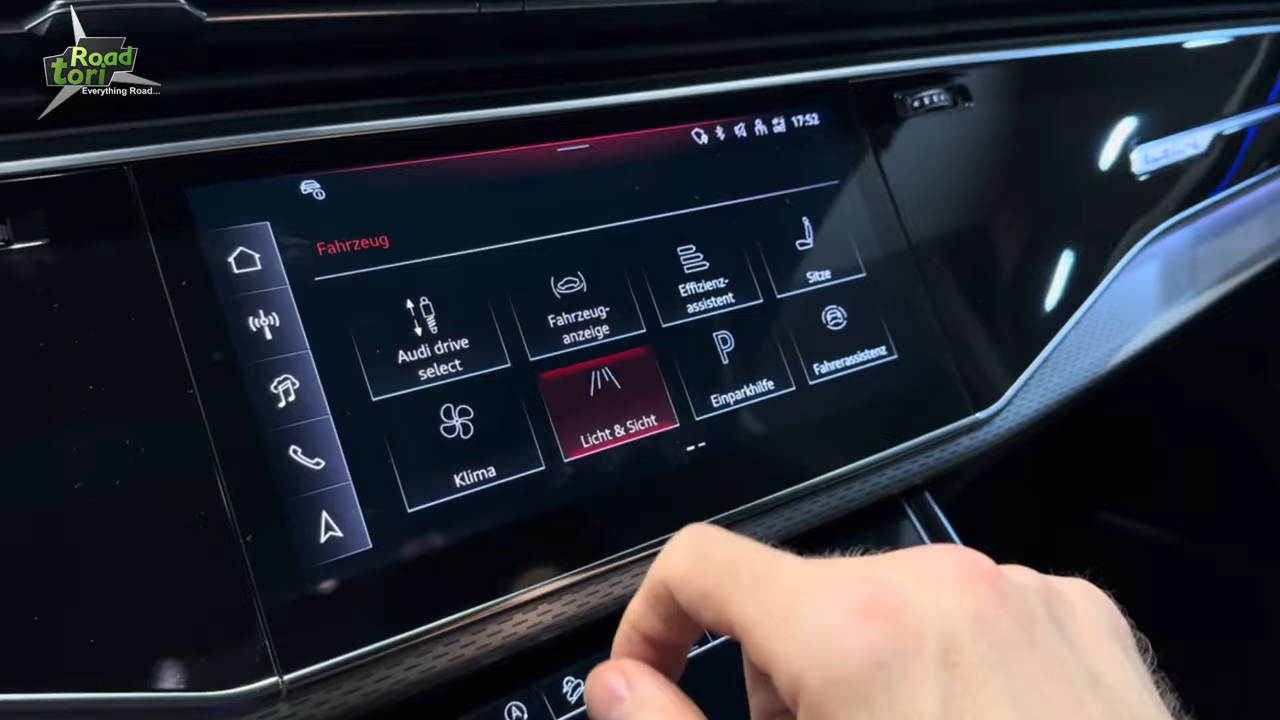 Road
tori
Everything Road...
17:52
Fahrzeug
Audi drive
select
Fahrzeug-
anzeige
Effizienz-
assistent
Sitze
Klima
Licht & Sicht
P
Einparkhilfe
Fahrerassistenz
A